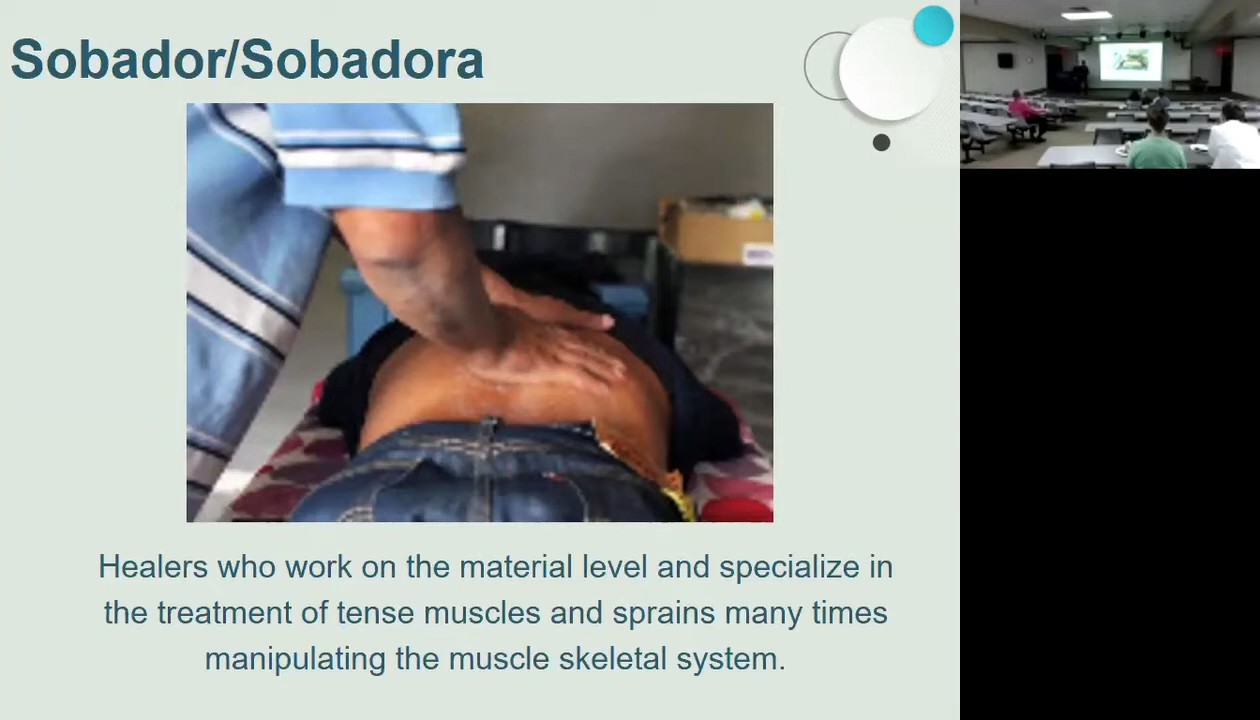 Sobador/Sobadora
Healers who work on the material level and specialize in
the treatment of tense muscles and sprains many times
manipulating the muscle skeletal system.